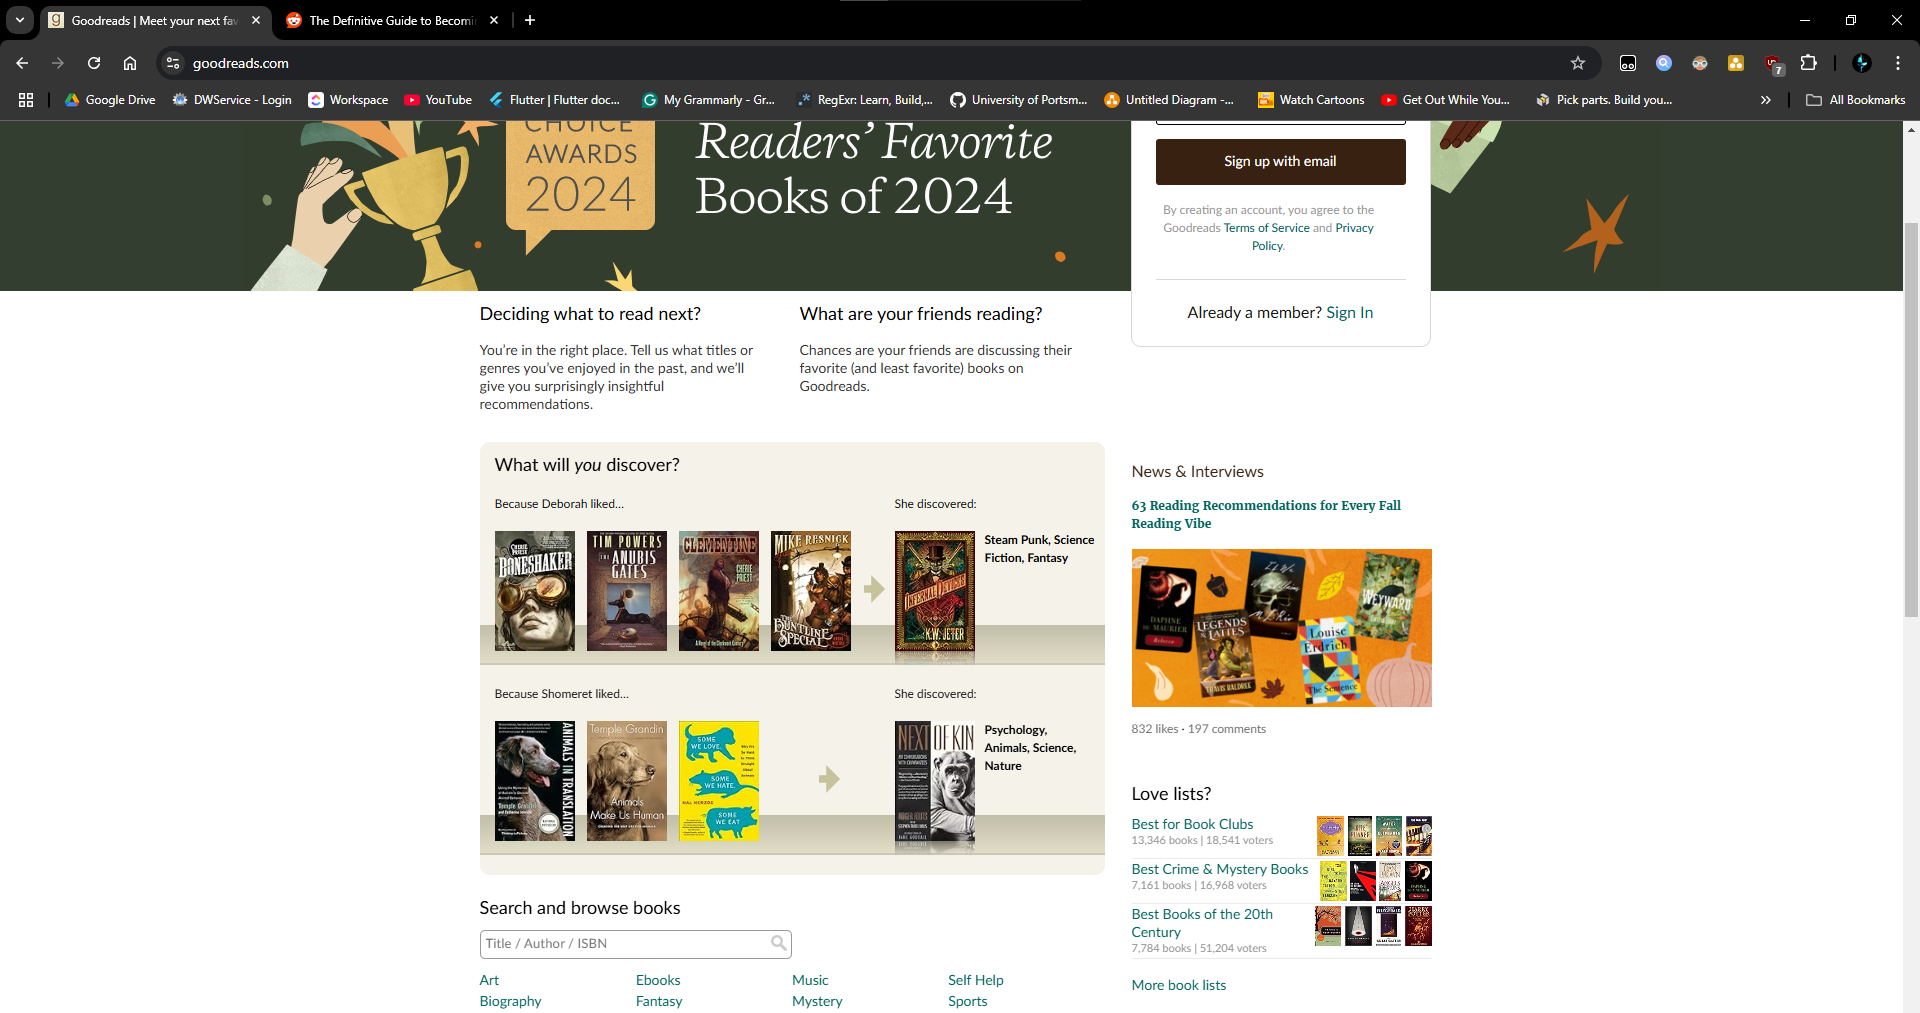 Goodreads | Meet your next fav
The Definitive Guide to Becomi
goodreads.com
7
Google Drive
DWService - Login
Workspace
YouTube
Flutter | Flutter doc...
My Grammarly - Gr...
RegExr: Learn, Build,...
University of Portsm...
Untitled Diagram -...
Watch Cartoons
Get Out While You...
Pick parts. Build you...
All Bookmarks
CHOICE
AWARDS
2024
Readers’ Favorite
Books of 2024
Sign up with email
By creating an account, you agree to the
Goodreads Terms of Service and Privacy
Policy.
Already a member? Sign In
Deciding what to read next?
You’re in the right place. Tell us what titles or
genres you’ve enjoyed in the past, and we’ll
give you surprisingly insightful
recommendations.
What are your friends reading?
Chances are your friends are discussing their
favorite (and least favorite) books on
Goodreads.
What will you discover?
Because Deborah liked...
She discovered:
CHERIE PRIEST
BONESHAKER
TIM POWERS
THE ANUBIS
GATES
CLEMENTINE
CHERIE
PRIEST
MIKE RESNICK
THE BUNTLINE
SPECIAL
INFERNAL DEVICES
K.W. JETER
Steam Punk, Science
Fiction, Fantasy
Because Shomeret liked...
She discovered:
ANIMALS IN TRANSLATION
Temple Grandin
Temple Grandin
Animals
Make Us Human
SOME
WE LOVE,
SOME
WE HATE,
HAL HERZOG
SOME
WE EAT
NEXT OF KIN
Psychology,
Animals, Science,
Nature
Search and browse books
Title / Author / ISBN
Art
Ebooks
Music
Self Help
Biography
Fantasy
Mystery
Sports
News & Interviews
63 Reading Recommendations for Every Fall
Reading Vibe
DAPHNE
DU MAURIER
Rebecca
LEGENDS
& LATTES
TRAVIS BALDREE
WEYWARD
Louise
Erdrich
The Sentence
832 likes · 197 comments
Love lists?
Best for Book Clubs
13,346 books | 18,541 voters
Best Crime & Mystery Books
7,161 books | 16,968 voters
Best Books of the 20th
Century
7,784 books | 51,204 voters
More book lists